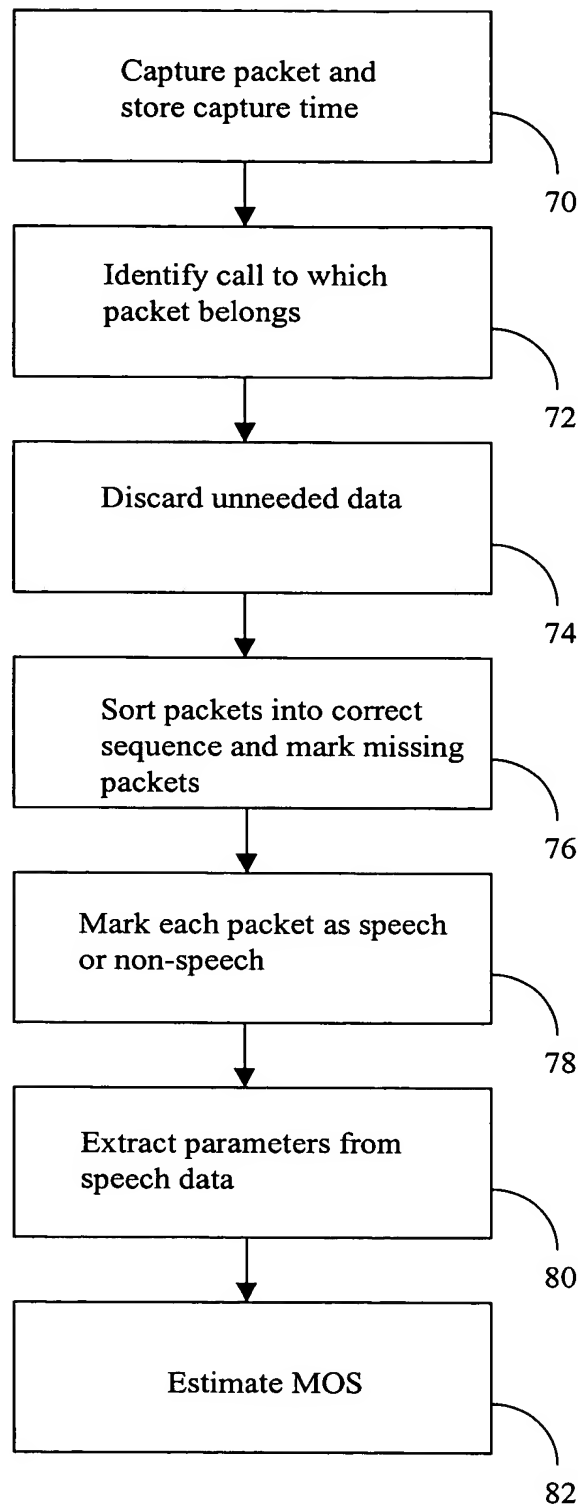 Capture packet and
store capture time
70
Identify call to which
packet belongs
72
Discard unneeded data
74
Sort packets into correct
sequence and mark missing
packets
76
Mark each packet as speech
or non-speech
78
Extract parameters from
speech data
80
Estimate MOS
82